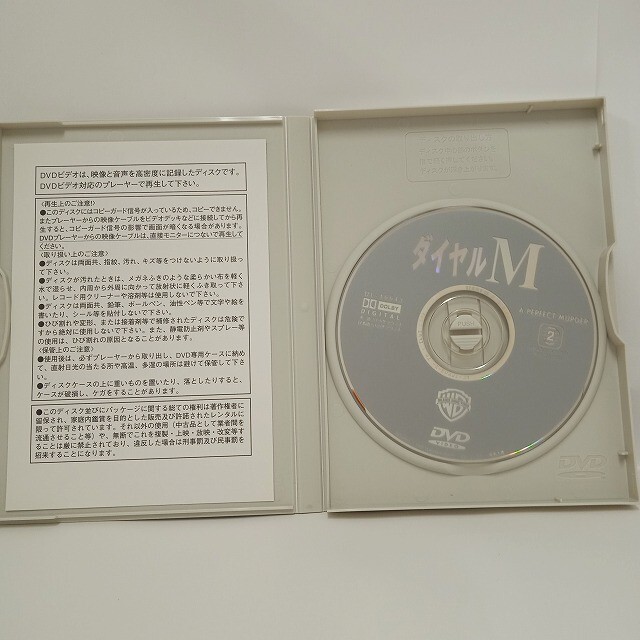 DVDビデオは、映像と音声を高密度に記録したディスクです。
DVDビデオ対応のプレーヤーで再生して下さい。
〈再生上のご注意!〉
●このディスクにはコピーガード信号が入っているため、コピーできません。
またプレーヤーからの映像ケーブルをビデオデッキなどに接続してから再
生すると、コピーガード信号の影響で画面が暗くなる場合があります。
DVDプレーヤーからの映像ケーブルは、直接モニターにつないで再生してく
ださい。
〈取り扱い上のご注意〉
●ディスクは両面共、指紋、汚れ、キズ等をつけないように取り扱っ
て下さい。
●ディスクが汚れたときは、メガネふきのような柔らかい布を軽く
水で湿らせ、内周から外周に向かって放射状に軽くふき取って下さ
い。レコード用クリーナーや溶剤等は使用しないで下さい。
●ディスクは両面共、鉛筆、ボールペン、油性ペン等で文字や絵を
書いたり、シール等を貼付しないで下さい。
●ひび割れや変形、または接着剤等で補修されたディスクは危険で
すから絶対に使用しないで下さい。また、静電防止剤やスプレー等
の使用は、ひび割れの原因となることがあります。
〈保管上のご注意〉
●使用後は、必ずプレーヤーから取り出し、DVD専用ケースに納め
て、直射日光の当たる所や高温、多湿の場所は避けて保管して下さ
い。
●ディスクケースの上に重いものを置いたり、落としたりすると、
ケースが破損し、ケガをすることがあります。
●このディスク並びにパッケージに関する総ての権利は著作権者に
留保され、家庭内鑑賞を目的とした販売及び許諾されたレンタルに
限って許可されています。それ以外の使用(中古品として業者間を
流通させること等)や、無断でこれを複製・上映・放映・改変等す
ることは厳に禁止されており、違反した場合は刑事罰及び民事罰を
招来することになります。
ダイヤルM
A PERFECT MURDER
DOLBY
DIGITAL
2
WB
DVD
VIDEO
DVD